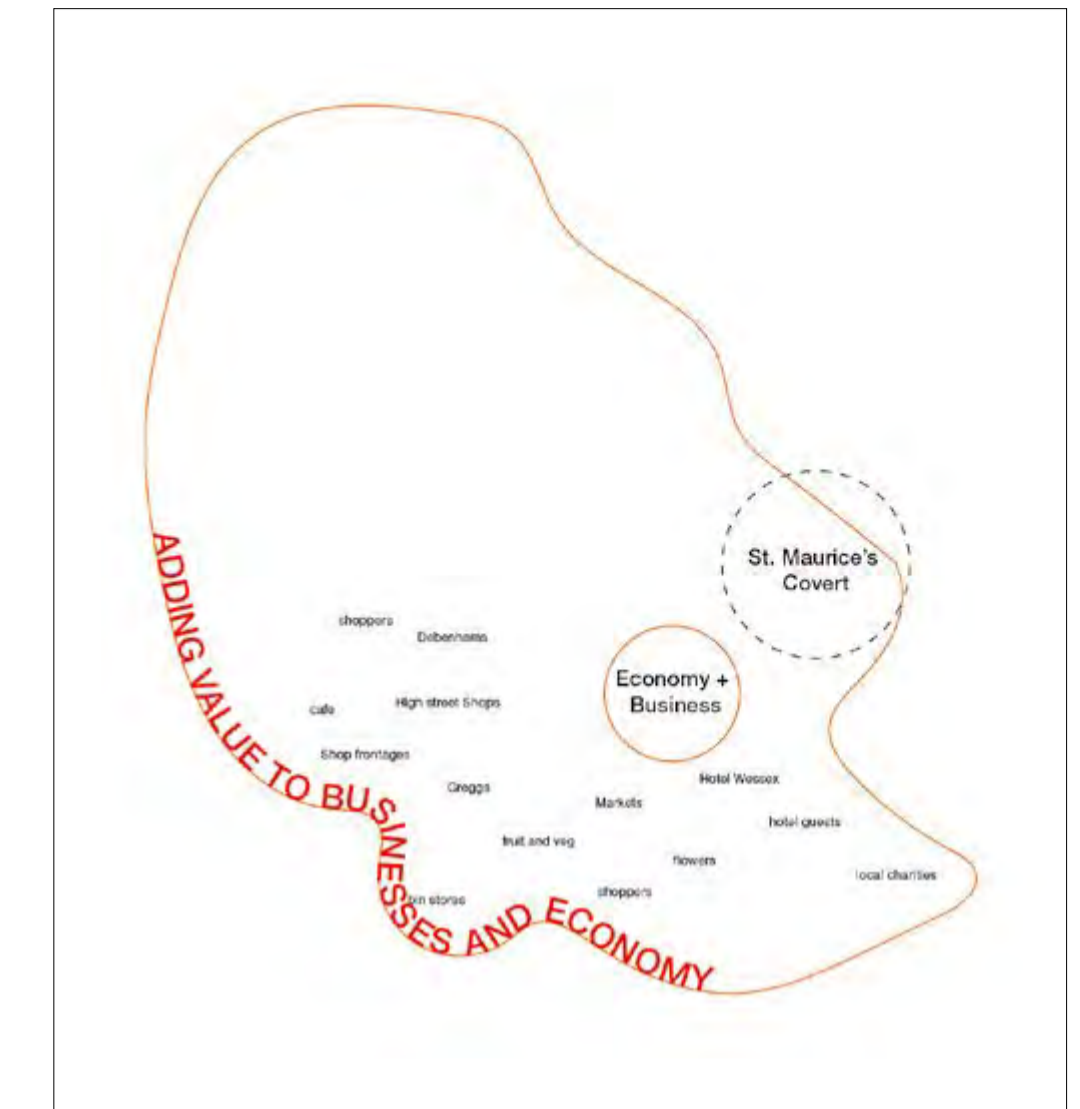 St. Maurice's
Covert
shoppers
Debenhams
Economy +
Business
cafe
High street Shops
Shop frontages
Greggs
Hotel Wessex
Markets
hotel guests
fruit and veg
flowers
local charities
shoppers
bin stores
ADDING VALUE TO BUSINESSES AND ECONOMY